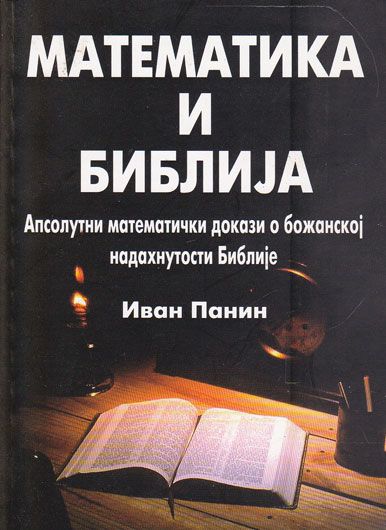 МАТЕМАТИКА
И
БИБЛИЈА
Апсолутни математички докази о божанској
надахнутости Библије
Иван Панин